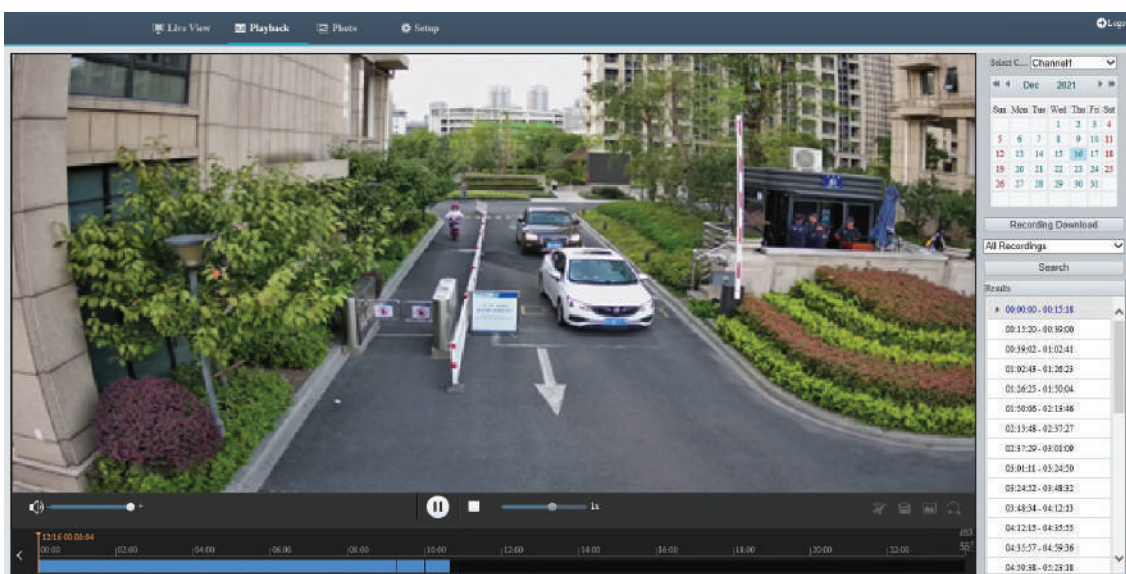 Live View Playback Photo Setup
Select C... Channel1
Dec 2021
Sun Mon Tue Wed Thu Fri Sat
1 2 3 4
5 6 7 8 9 10 11
12 13 14 15 16 17 18
19 20 21 22 23 24 25
26 27 28 29 30 31
Recording Download
All Recordings
Search
Results
00:00:00 - 00:15:18
00:15:20 - 00:39:00
00:39:02 - 01:02:41
01:02:43 - 01:26:23
01:26:25 - 01:50:04
01:50:06 - 02:13:46
02:13:48 - 02:37:27
02:37:29 - 03:01:09
03:01:11 - 03:24:50
03:24:52 - 03:48:32
03:48:34 - 04:12:13
04:12:15 - 04:35:55
04:35:57 - 04:59:36
04:59:38 - 05:23:18
1x
12/16 00:00:04
00:00 02:00 04:00 06:00 08:00 10:00 12:00 14:00 16:00 18:00 20:00 22:00